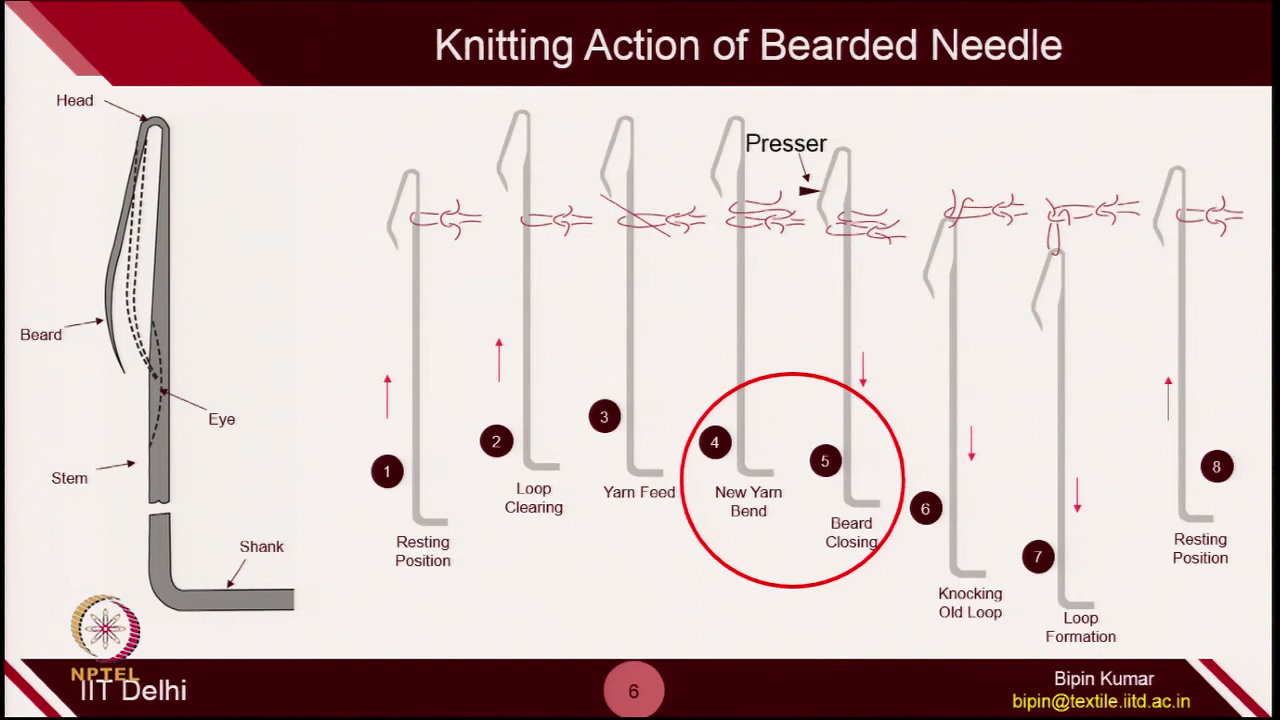 Knitting Action of Bearded Needle
Head
Beard
Eye
Stem
Shank
Presser
1
Resting
Position
2
Loop
Clearing
3
Yarn Feed
4
New Yarn
Bend
5
Beard
Closing
6
Knocking
Old Loop
7
Loop
Formation
8
Resting
Position
NPTEL
IIT Delhi
6
Bipin Kumar
bipin@textile.iitd.ac.in